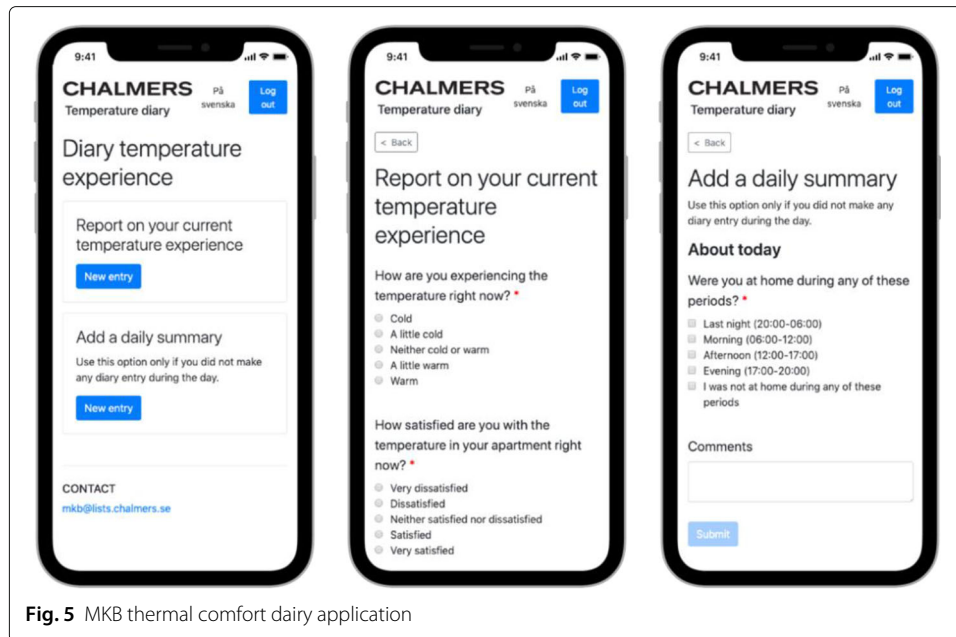 9:41
CHALMERS
Temperature diary
På
svenska
Log
out
Diary temperature
experience
Report on your current
temperature experience
New entry
Add a daily summary
Use this option only if you did not make
any diary entry during the day.
New entry
CONTACT
mkb@lists.chalmers.se
9:41
CHALMERS
Temperature diary
På
svenska
Log
out
< Back
Report on your current
temperature
experience
How are you experiencing the
temperature right now? *
Cold
A little cold
Neither cold or warm
A little warm
Warm
How satisfied are you with the
temperature in your apartment right
now? *
Very dissatisfied
Dissatisfied
Neither satisfied nor dissatisfied
Satisfied
Very satisfied
9:41
CHALMERS
Temperature diary
På
svenska
Log
out
< Back
Add a daily summary
Use this option only if you did not make any
diary entry during the day.
About today
Were you at home during any of these
periods? *
Last night (20:00-06:00)
Morning (06:00-12:00)
Afternoon (12:00-17:00)
Evening (17:00-20:00)
I was not at home during any of these
periods
Comments
Submit
Fig. 5 MKB thermal comfort dairy application